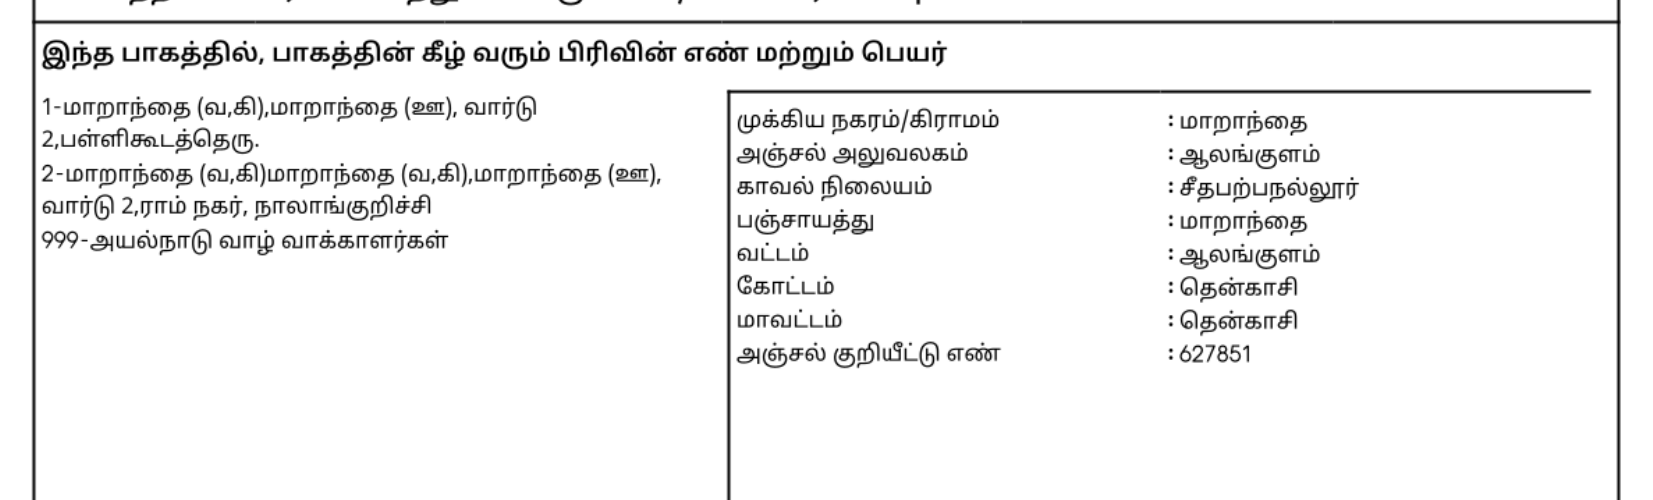 இந்த பாகத்தில், பாகத்தின் கீழ் வரும் பிரிவின் எண் மற்றும் பெயர்
1-மாறாந்தை (வ,கி),மாறாந்தை (ஊ), வார்டு
2,பள்ளிகூடத்தெரு.
2-மாறாந்தை (வ,கி)மாறாந்தை (வ,கி),மாறாந்தை (ஊ),
வார்டு 2,ராம் நகர், நாலாங்குறிச்சி
999-அயல்நாடு வாழ் வாக்காளர்கள்
முக்கிய நகரம்/கிராமம் : மாறாந்தை
அஞ்சல் அலுவலகம் : ஆலங்குளம்
காவல் நிலையம் : சீதபற்பநல்லூர்
பஞ்சாயத்து : மாறாந்தை
வட்டம் : ஆலங்குளம்
கோட்டம் : தென்காசி
மாவட்டம் : தென்காசி
அஞ்சல் குறியீட்டு எண் : 627851